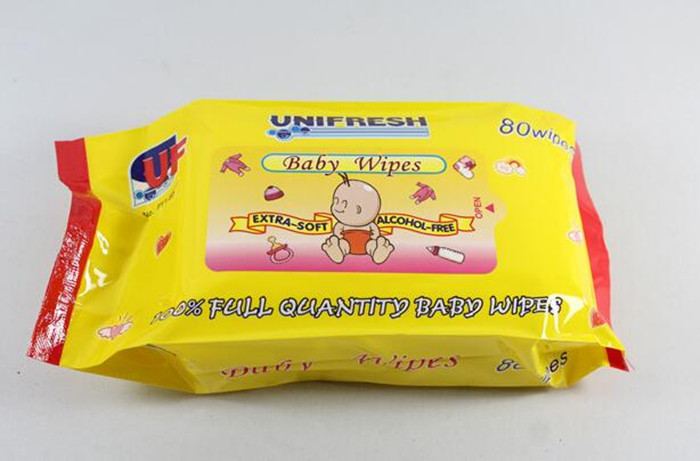 UNIFRESH
80wipes
UF
Baby Wipes
EXTRA-SOFT
ALCOHOL-FREE
OPEN
100% FULL QUANTITY BABY WIPES
Baby Wipes